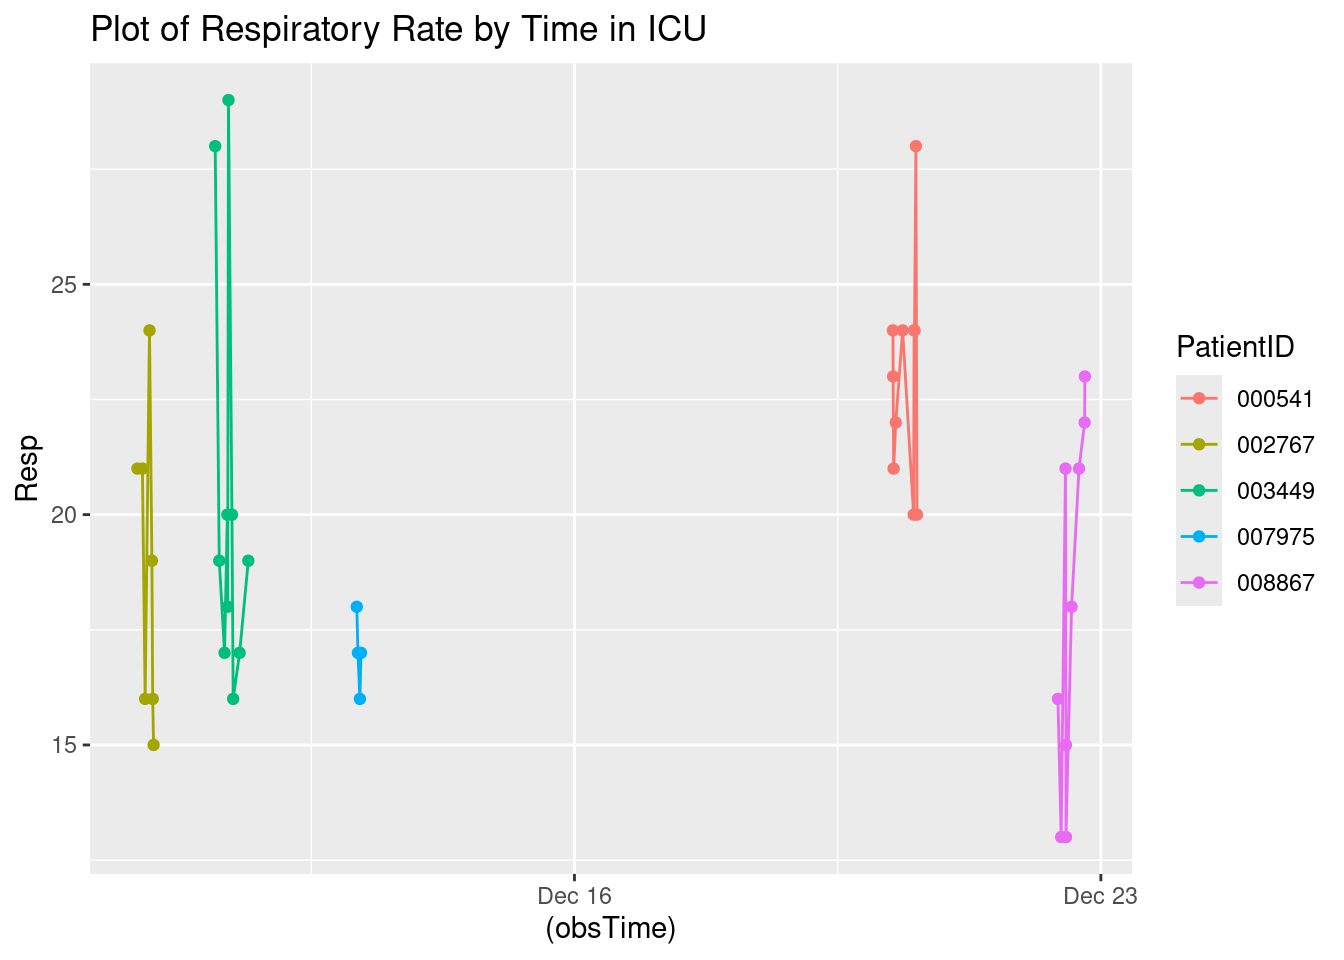 Plot of Respiratory Rate by Time in ICU
25
20
15
Resp
Dec 16
Dec 23
(obsTime)
PatientID
000541
002767
003449
007975
008867